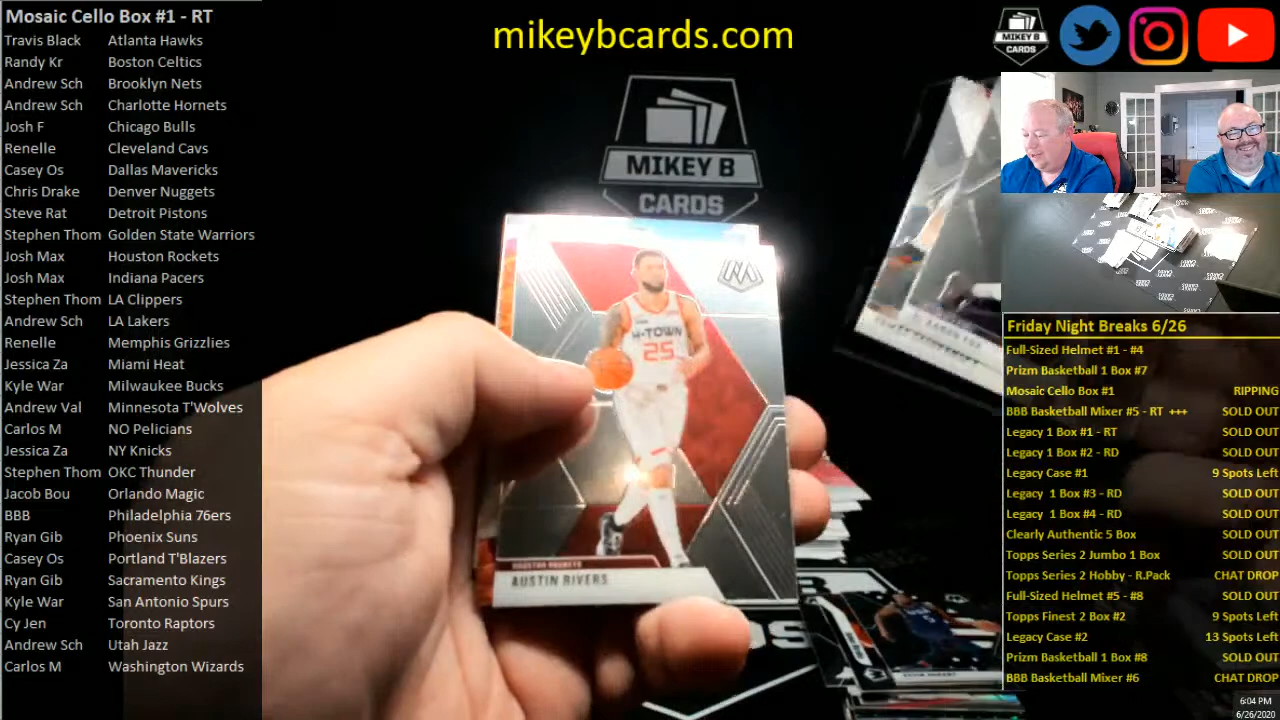 Mosaic Cello Box #1 - RT
Travis Black Atlanta Hawks
Randy Kr Boston Celtics
Andrew Sch Brooklyn Nets
Andrew Sch Charlotte Hornets
Josh F Chicago Bulls
Renelle Cleveland Cavs
Casey Os Dallas Mavericks
Chris Drake Denver Nuggets
Steve Rat Detroit Pistons
Stephen Thom Golden State Warriors
Josh Max Houston Rockets
Josh Max Indiana Pacers
Stephen Thom LA Clippers
Andrew Sch LA Lakers
Renelle Memphis Grizzlies
Jessica Za Miami Heat
Kyle War Milwaukee Bucks
Andrew Val Minnesota T'Wolves
Carlos M NO Pelicians
Jessica Za NY Knicks
Stephen Thom OKC Thunder
Jacob Bou Orlando Magic
BBB Philadelphia 76ers
Ryan Gib Phoenix Suns
Casey Os Portland T'Blazers
Ryan Gib Sacramento Kings
Kyle War San Antonio Spurs
Cy Jen Toronto Raptors
Andrew Sch Utah Jazz
Carlos M Washington Wizards
mikeybcards.com
MIKEY B
CARDS
H-TOWN
25
HOUSTON ROCKETS
AUSTIN RIVERS
MIKEY B
CARDS
Friday Night Breaks 6/26
Full-Sized Helmet #1 - #4
Prizm Basketball 1 Box #7
Mosaic Cello Box #1 RIPPING
BBB Basketball Mixer #5 - RT +++ SOLD OUT
Legacy 1 Box #1 - RT SOLD OUT
Legacy 1 Box #2 - RD SOLD OUT
Legacy Case #1 9 Spots Left
Legacy 1 Box #3 - RD SOLD OUT
Legacy 1 Box #4 - RD SOLD OUT
Clearly Authentic 5 Box SOLD OUT
Topps Series 2 Jumbo 1 Box SOLD OUT
Topps Series 2 Hobby - R.Pack CHAT DROP
Full-Sized Helmet #5 - #8 SOLD OUT
Topps Finest 2 Box #2 9 Spots Left
Legacy Case #2 13 Spots Left
Prizm Basketball 1 Box #8 SOLD OUT
BBB Basketball Mixer #6 CHAT DROP
6:04 PM
6/26/2020